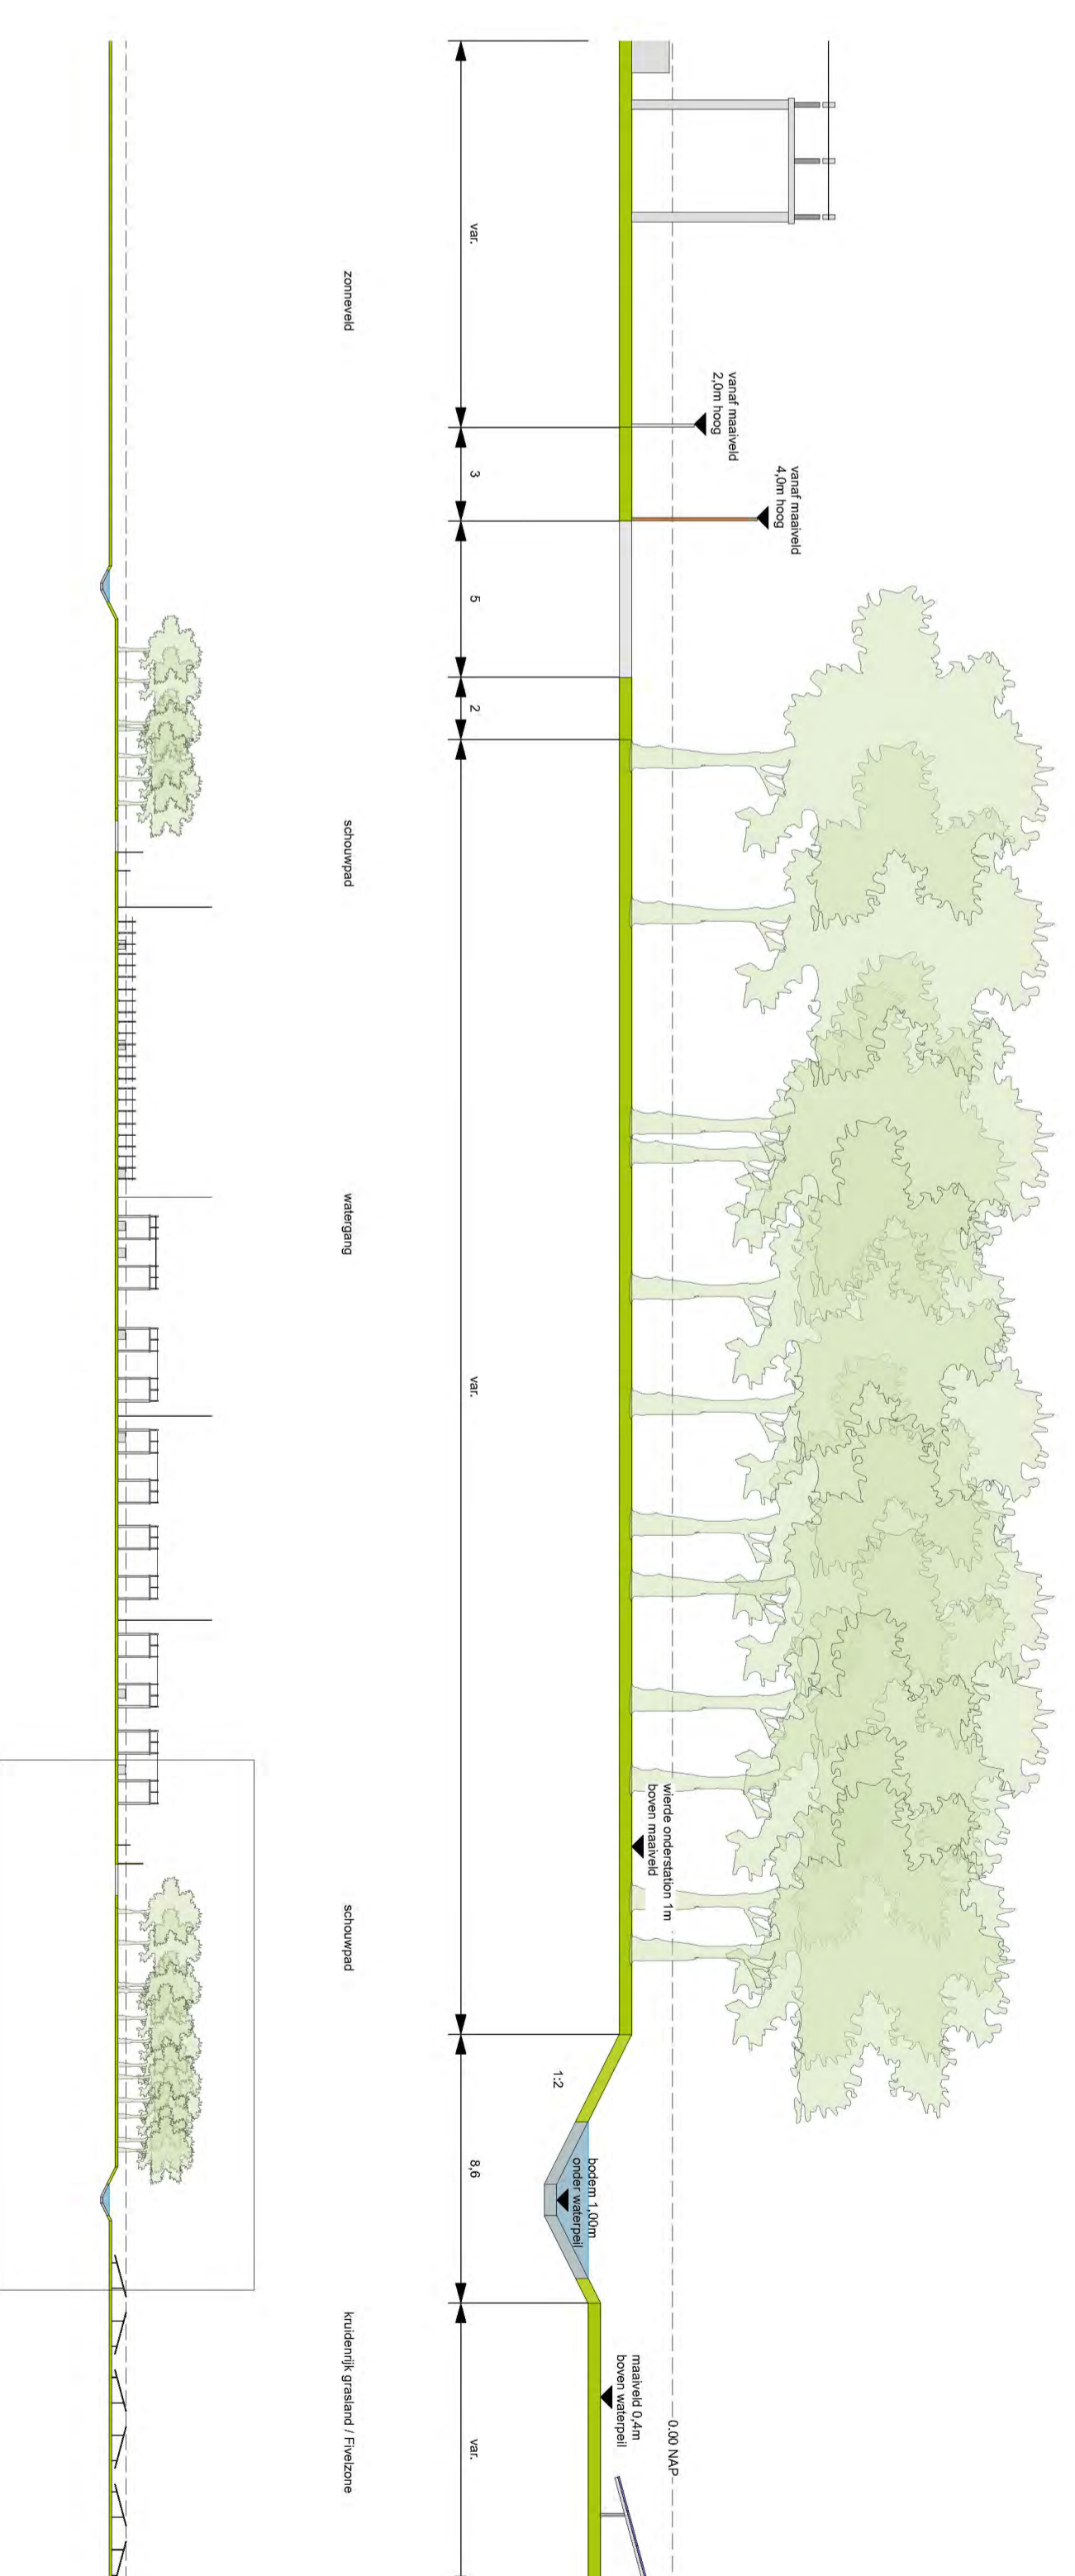 vanaf maaiveld
4,0m hoog
vanaf maaiveld
2,0m hoog
0.00 NAP
wierde onderstation 1m
boven maaiveld
maaiveld 0,4m
boven waterpeil
bodem 1,00m
onder waterpeil
1:2
var.
3
5
2
var.
8,6
var.
zonneveld
schouwpad
watergang
schouwpad
kruidenrijk grasland / Fivelzone